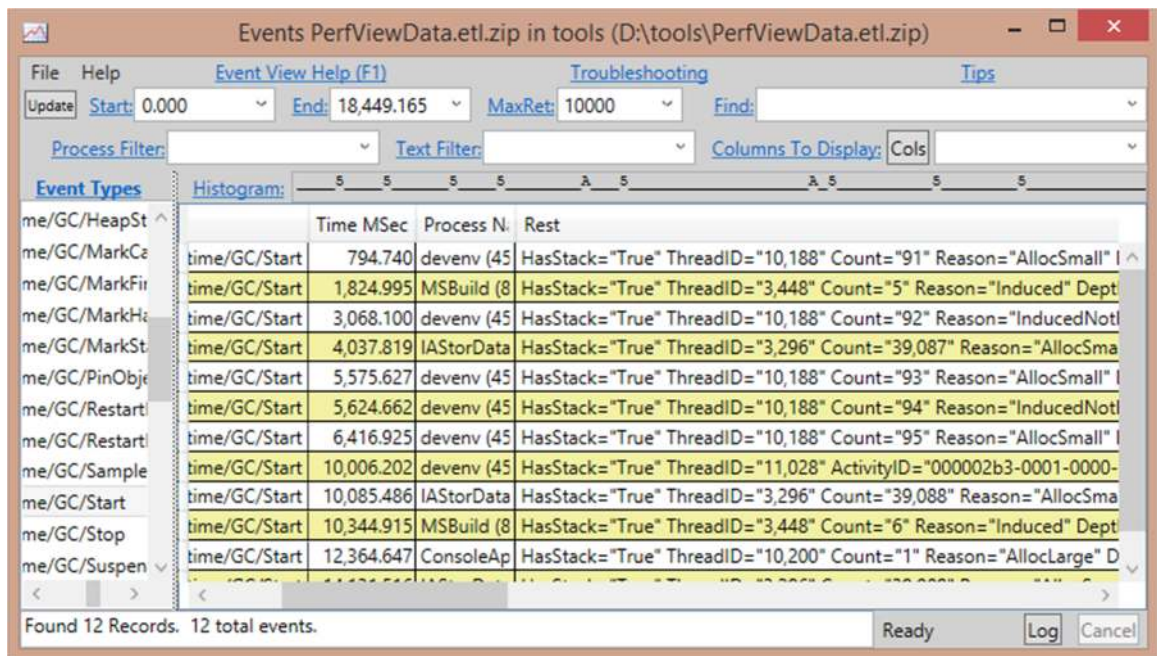 Events PerfViewData.etl.zip in tools (D:\tools\PerfViewData.etl.zip)
File Help Event View Help (F1) Troubleshooting Tips
Update Start: 0.000 End: 18,449.165 MaxRet: 10000 Find:
Process Filter: Text Filter: Columns To Display: Cols
Event Types Histogram: _5_ _5_ _5_ _5_ _A_ _5_ _A_5_ _5_ _5_
Time MSec Process N Rest
me/GC/HeapSt time/GC/Start 794.740 devenv (45 HasStack="True" ThreadID="10,188" Count="91" Reason="AllocSmall"
me/GC/MarkCa time/GC/Start 1,824.995 MSBuild (8 HasStack="True" ThreadID="3,448" Count="5" Reason="Induced" Dept
me/GC/MarkFi time/GC/Start 3,068.100 devenv (45 HasStack="True" ThreadID="10,188" Count="92" Reason="InducedNot
me/GC/MarkHa time/GC/Start 4,037.819 IAStorData HasStack="True" ThreadID="3,296" Count="39,087" Reason="AllocSma
me/GC/MarkSt time/GC/Start 5,575.627 devenv (45 HasStack="True" ThreadID="10,188" Count="93" Reason="AllocSmall"
me/GC/PinObje time/GC/Start 5,624.662 devenv (45 HasStack="True" ThreadID="10,188" Count="94" Reason="InducedNot
me/GC/Restart time/GC/Start 6,416.925 devenv (45 HasStack="True" ThreadID="10,188" Count="95" Reason="AllocSmall"
me/GC/Restart time/GC/Start 10,006.202 devenv (45 HasStack="True" ThreadID="11,028" ActivityID="000002b3-0001-0000-
me/GC/Sample time/GC/Start 10,085.486 IAStorData HasStack="True" ThreadID="3,296" Count="39,088" Reason="AllocSma
me/GC/Start time/GC/Start 10,344.915 MSBuild (8 HasStack="True" ThreadID="3,448" Count="6" Reason="Induced" Dept
me/GC/Stop time/GC/Start 12,364.647 ConsoleAp HasStack="True" ThreadID="10,200" Count="1" Reason="AllocLarge" D
me/GC/Suspen
Found 12 Records. 12 total events. Ready Log Cancel